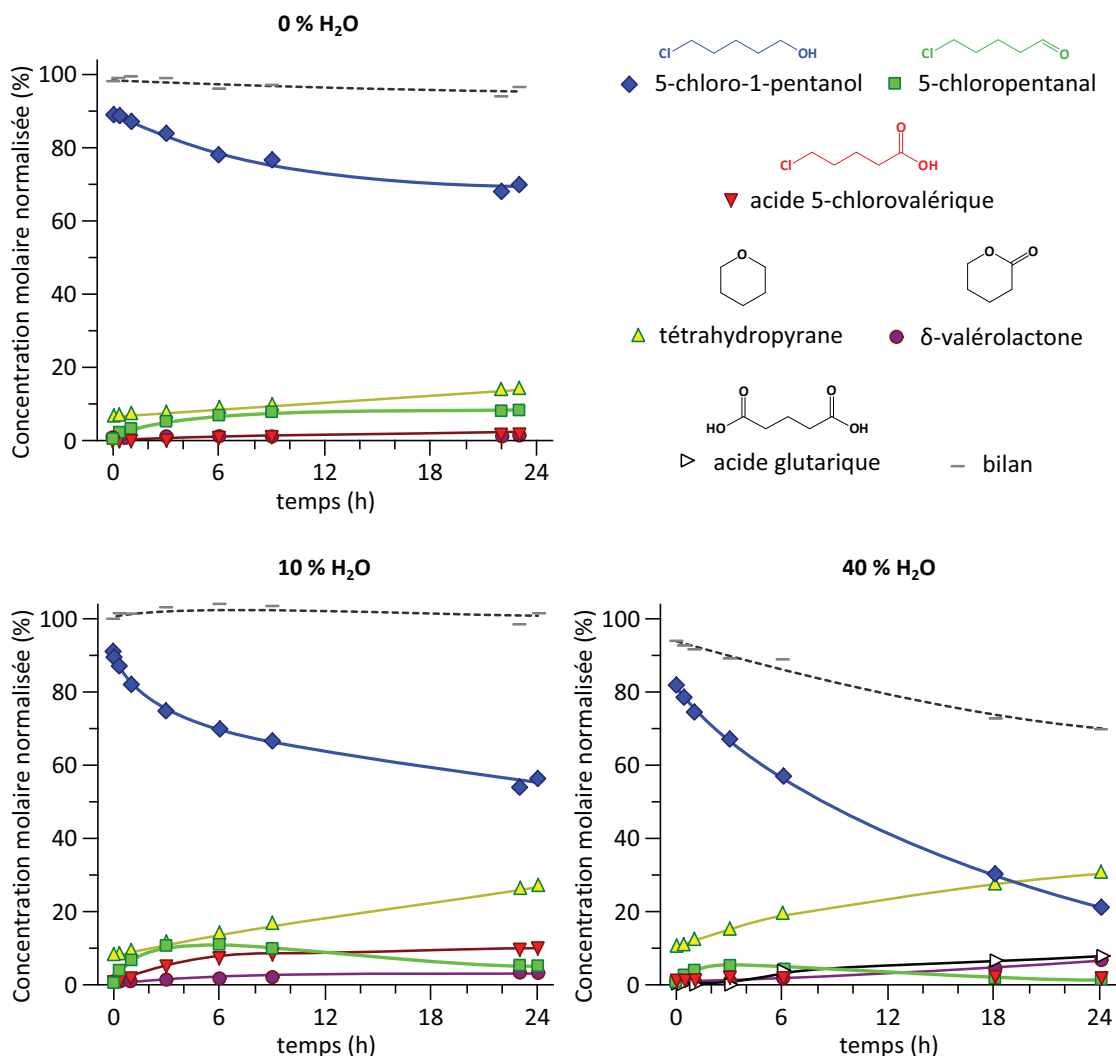 0 % H₂O
Concentration molaire normalisée (%)
100
80
60
40
20
0
0 6 12 18 24
temps (h)
Cl OH
5-chloro-1-pentanol
Cl O
5-chloropentanal
O
Cl OH
acide 5-chlorovalérique
O
tétrahydropyrane
O O
δ-valérolactone
O O
HO OH
acide glutarique
bilan
10 % H₂O
Concentration molaire normalisée (%)
100
80
60
40
20
0
0 6 12 18 24
temps (h)
40 % H₂O
Concentration molaire normalisée (%)
100
80
60
40
20
0
0 6 12 18 24
temps (h)